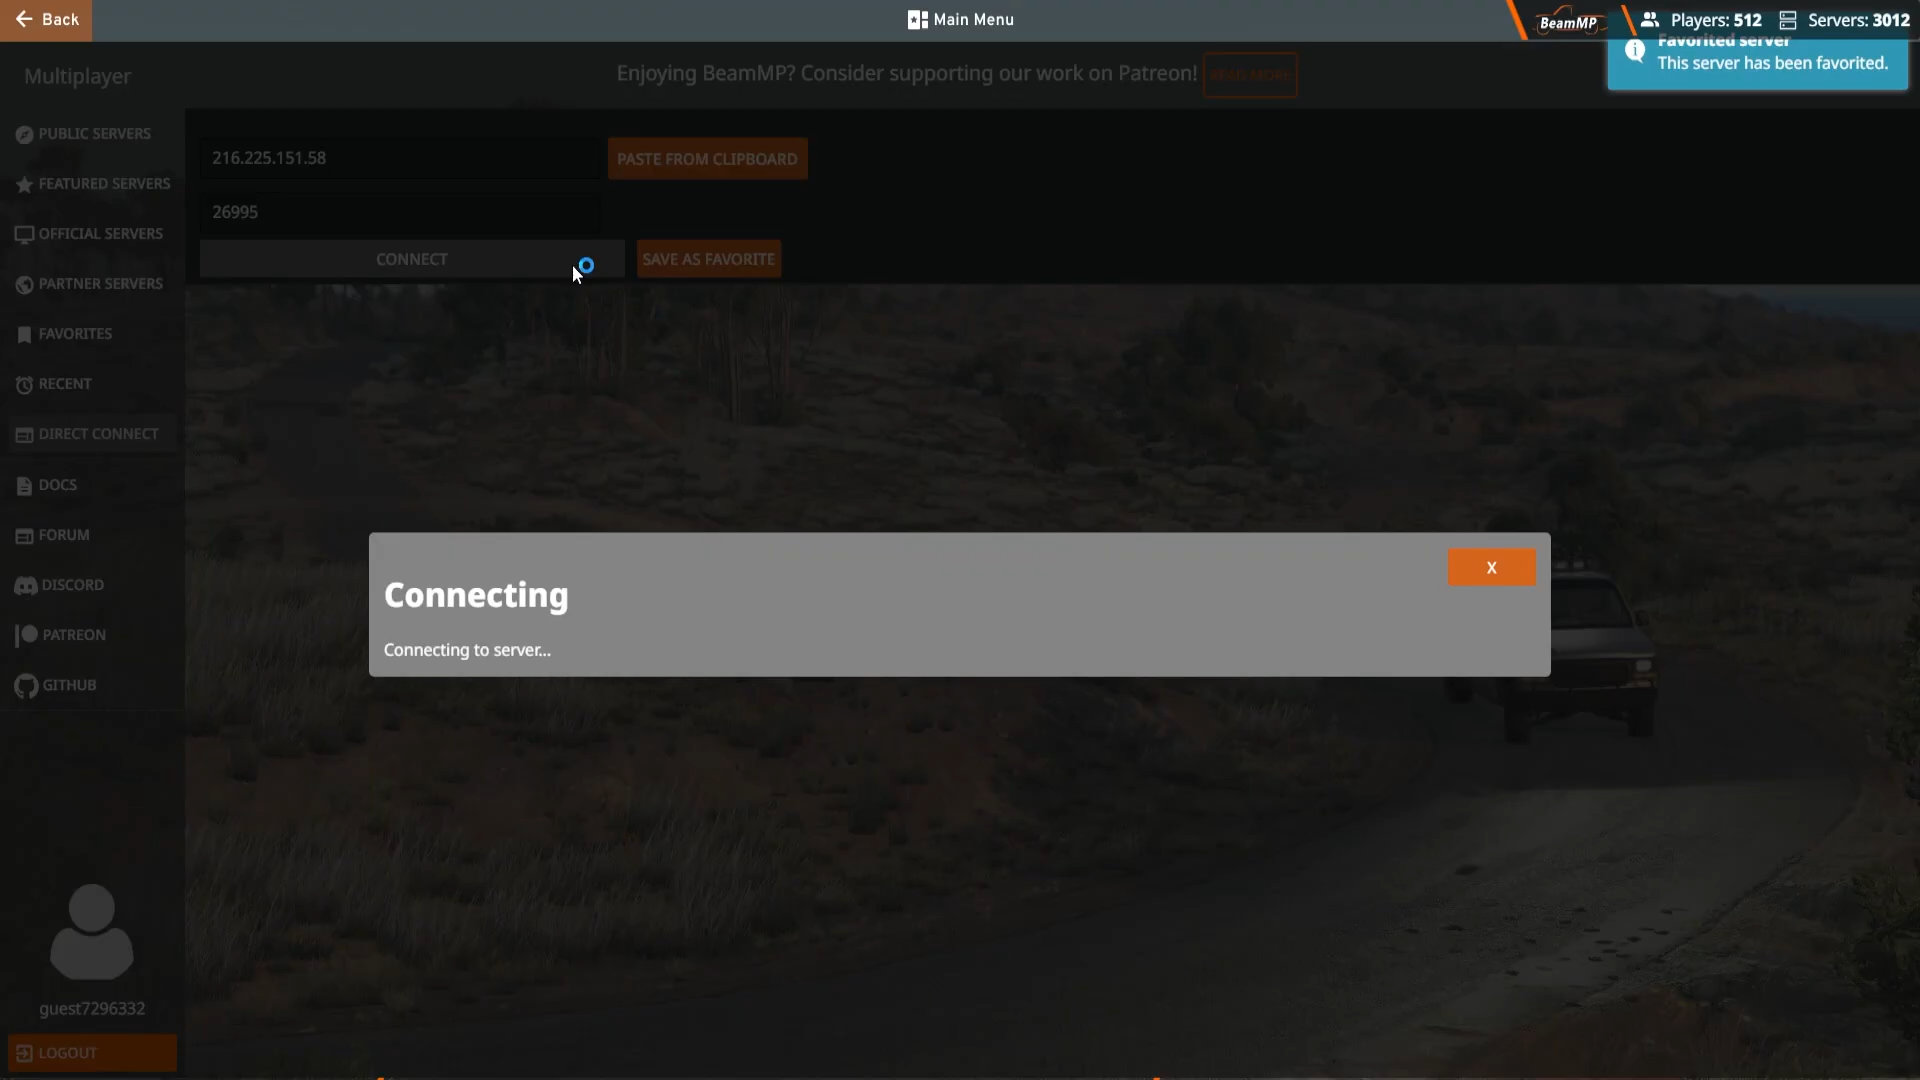 Back
Main Menu
BeamMP
Players: 512
Servers: 3012
Favorited server
This server has been favorited.
Multiplayer
Enjoying BeamMP? Consider supporting our work on Patreon!
READ MORE
PUBLIC SERVERS
FEATURED SERVERS
OFFICIAL SERVERS
PARTNER SERVERS
FAVORITES
RECENT
DIRECT CONNECT
DOCS
FORUM
DISCORD
PATREON
GITHUB
216.225.151.58
PASTE FROM CLIPBOARD
26995
CONNECT
SAVE AS FAVORITE
X
Connecting
Connecting to server...
guest7296332
LOGOUT